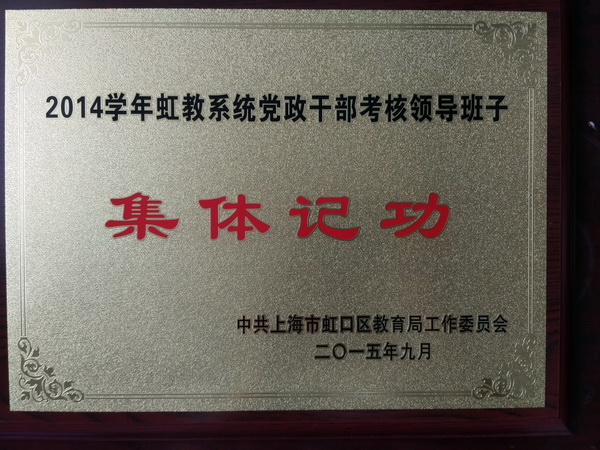 2014学年虹教系统党政干部考核领导班子
集体记功
中共上海市虹口区教育局工作委员会
二〇一五年九月